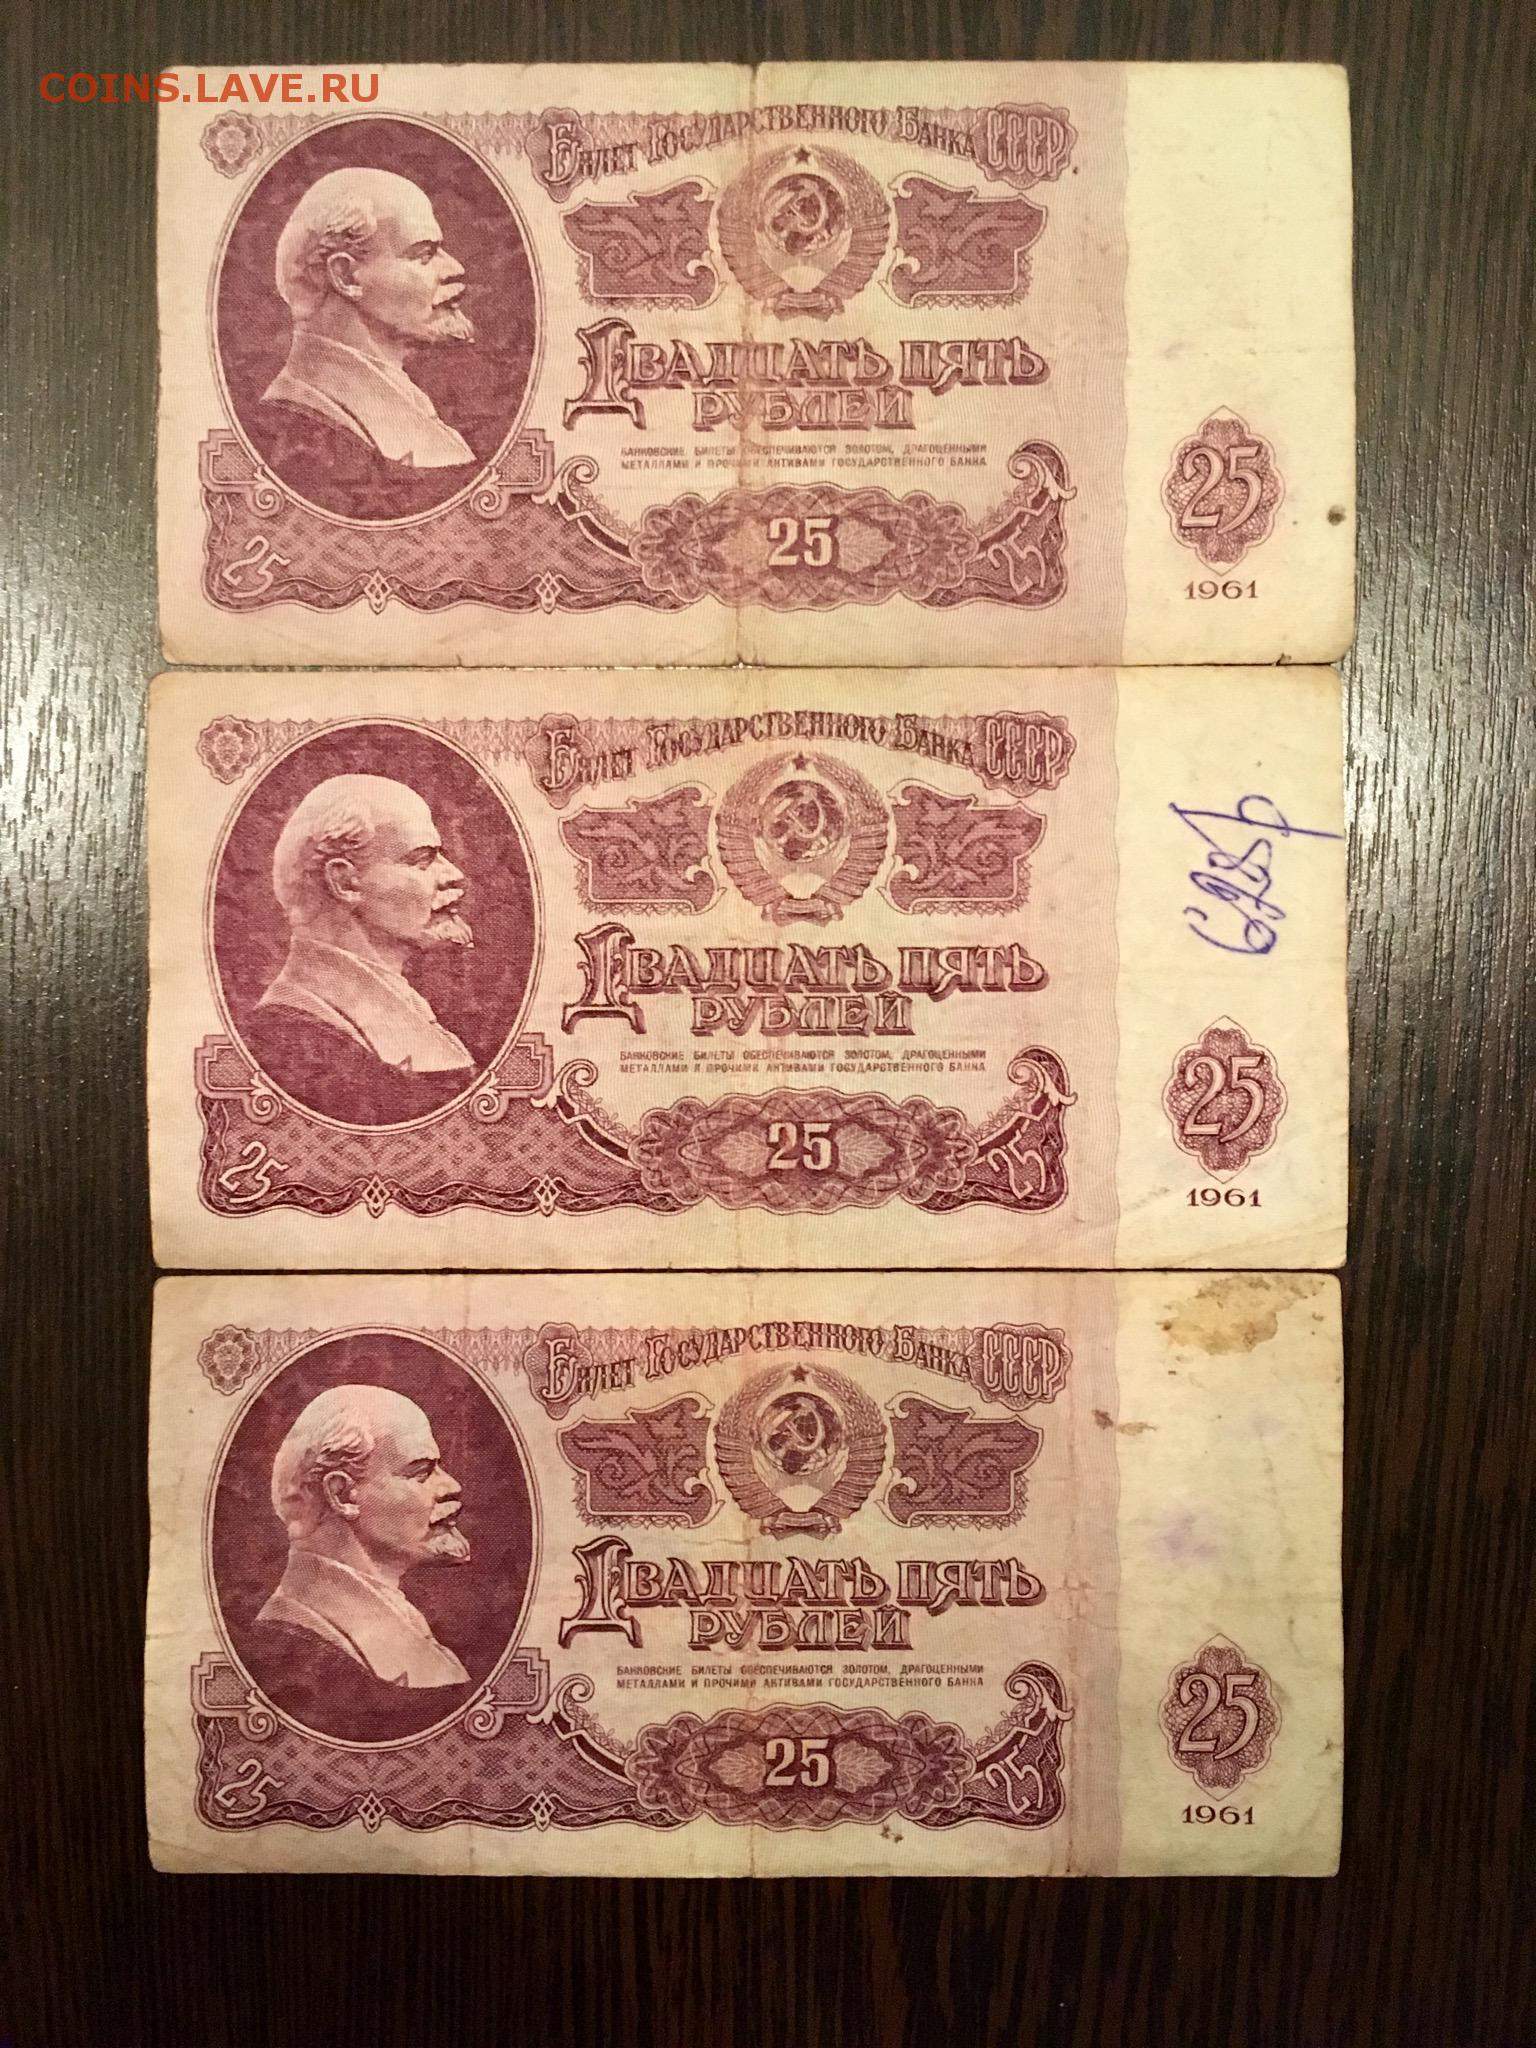 COINS.LAVE.RU
Билет Государственного Банка СССР
Двадцать пять
рублей
Банковские билеты обеспечиваются золотом, драгоценными
металлами и прочими активами Государственного банка
25
25
25
25
1961
Билет Государственного Банка СССР
Двадцать пять
рублей
Банковские билеты обеспечиваются золотом, драгоценными
металлами и прочими активами Государственного банка
25
25
25
25
1961
Билет Государственного Банка СССР
Двадцать пять
рублей
Банковские билеты обеспечиваются золотом, драгоценными
металлами и прочими активами Государственного банка
25
25
25
25
1961